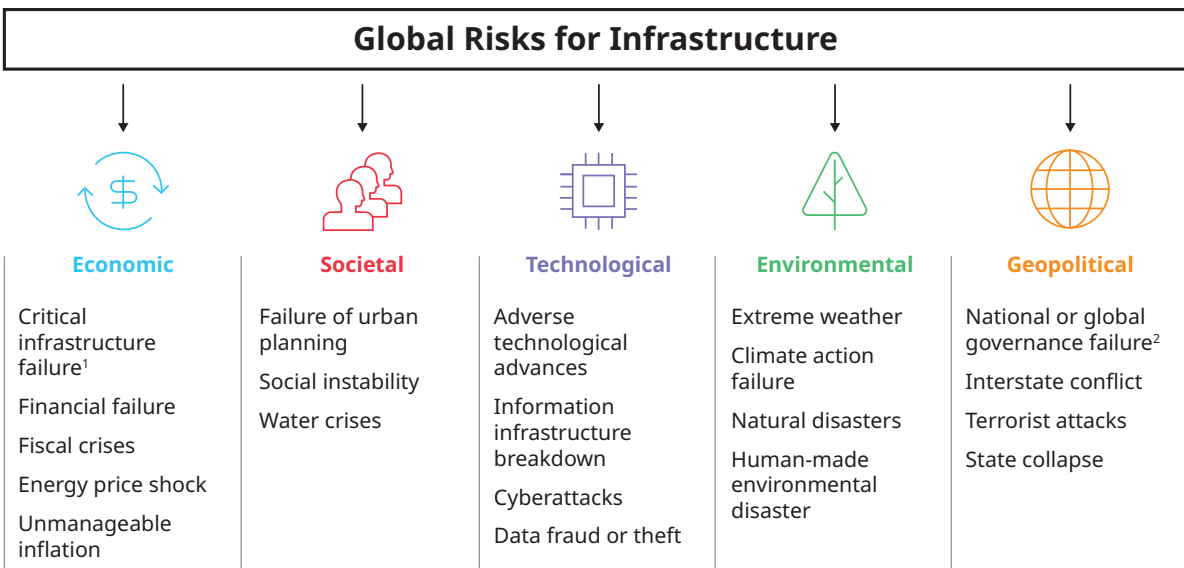 Global Risks for Infrastructure
Economic
Critical
infrastructure
failure¹
Financial failure
Fiscal crises
Energy price shock
Unmanageable
inflation
Societal
Failure of urban
planning
Social instability
Water crises
Technological
Adverse
technological
advances
Information
infrastructure
breakdown
Cyberattacks
Data fraud or theft
Environmental
Extreme weather
Climate action
failure
Natural disasters
Human-made
environmental
disaster
Geopolitical
National or global
governance failure²
Interstate conflict
Terrorist attacks
State collapse